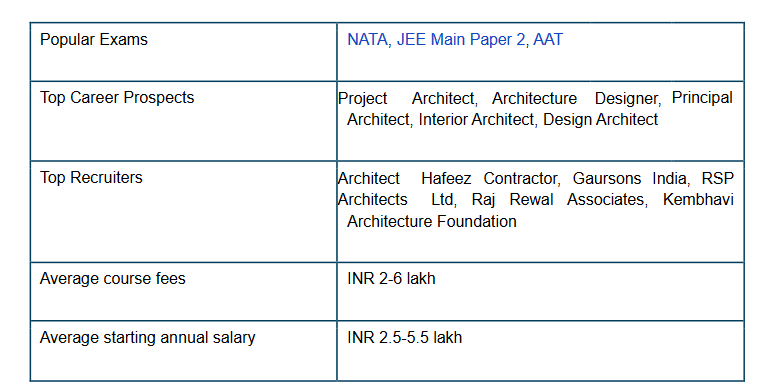 Popular Exams
NATA, JEE Main Paper 2, AAT
Top Career Prospects
Project Architect, Architecture Designer, Principal
Architect, Interior Architect, Design Architect
Top Recruiters
Architect Hafeez Contractor, Gaursons India, RSP
Architects Ltd, Raj Rewal Associates, Kembhavi
Architecture Foundation
Average course fees
INR 2-6 lakh
Average starting annual salary
INR 2.5-5.5 lakh